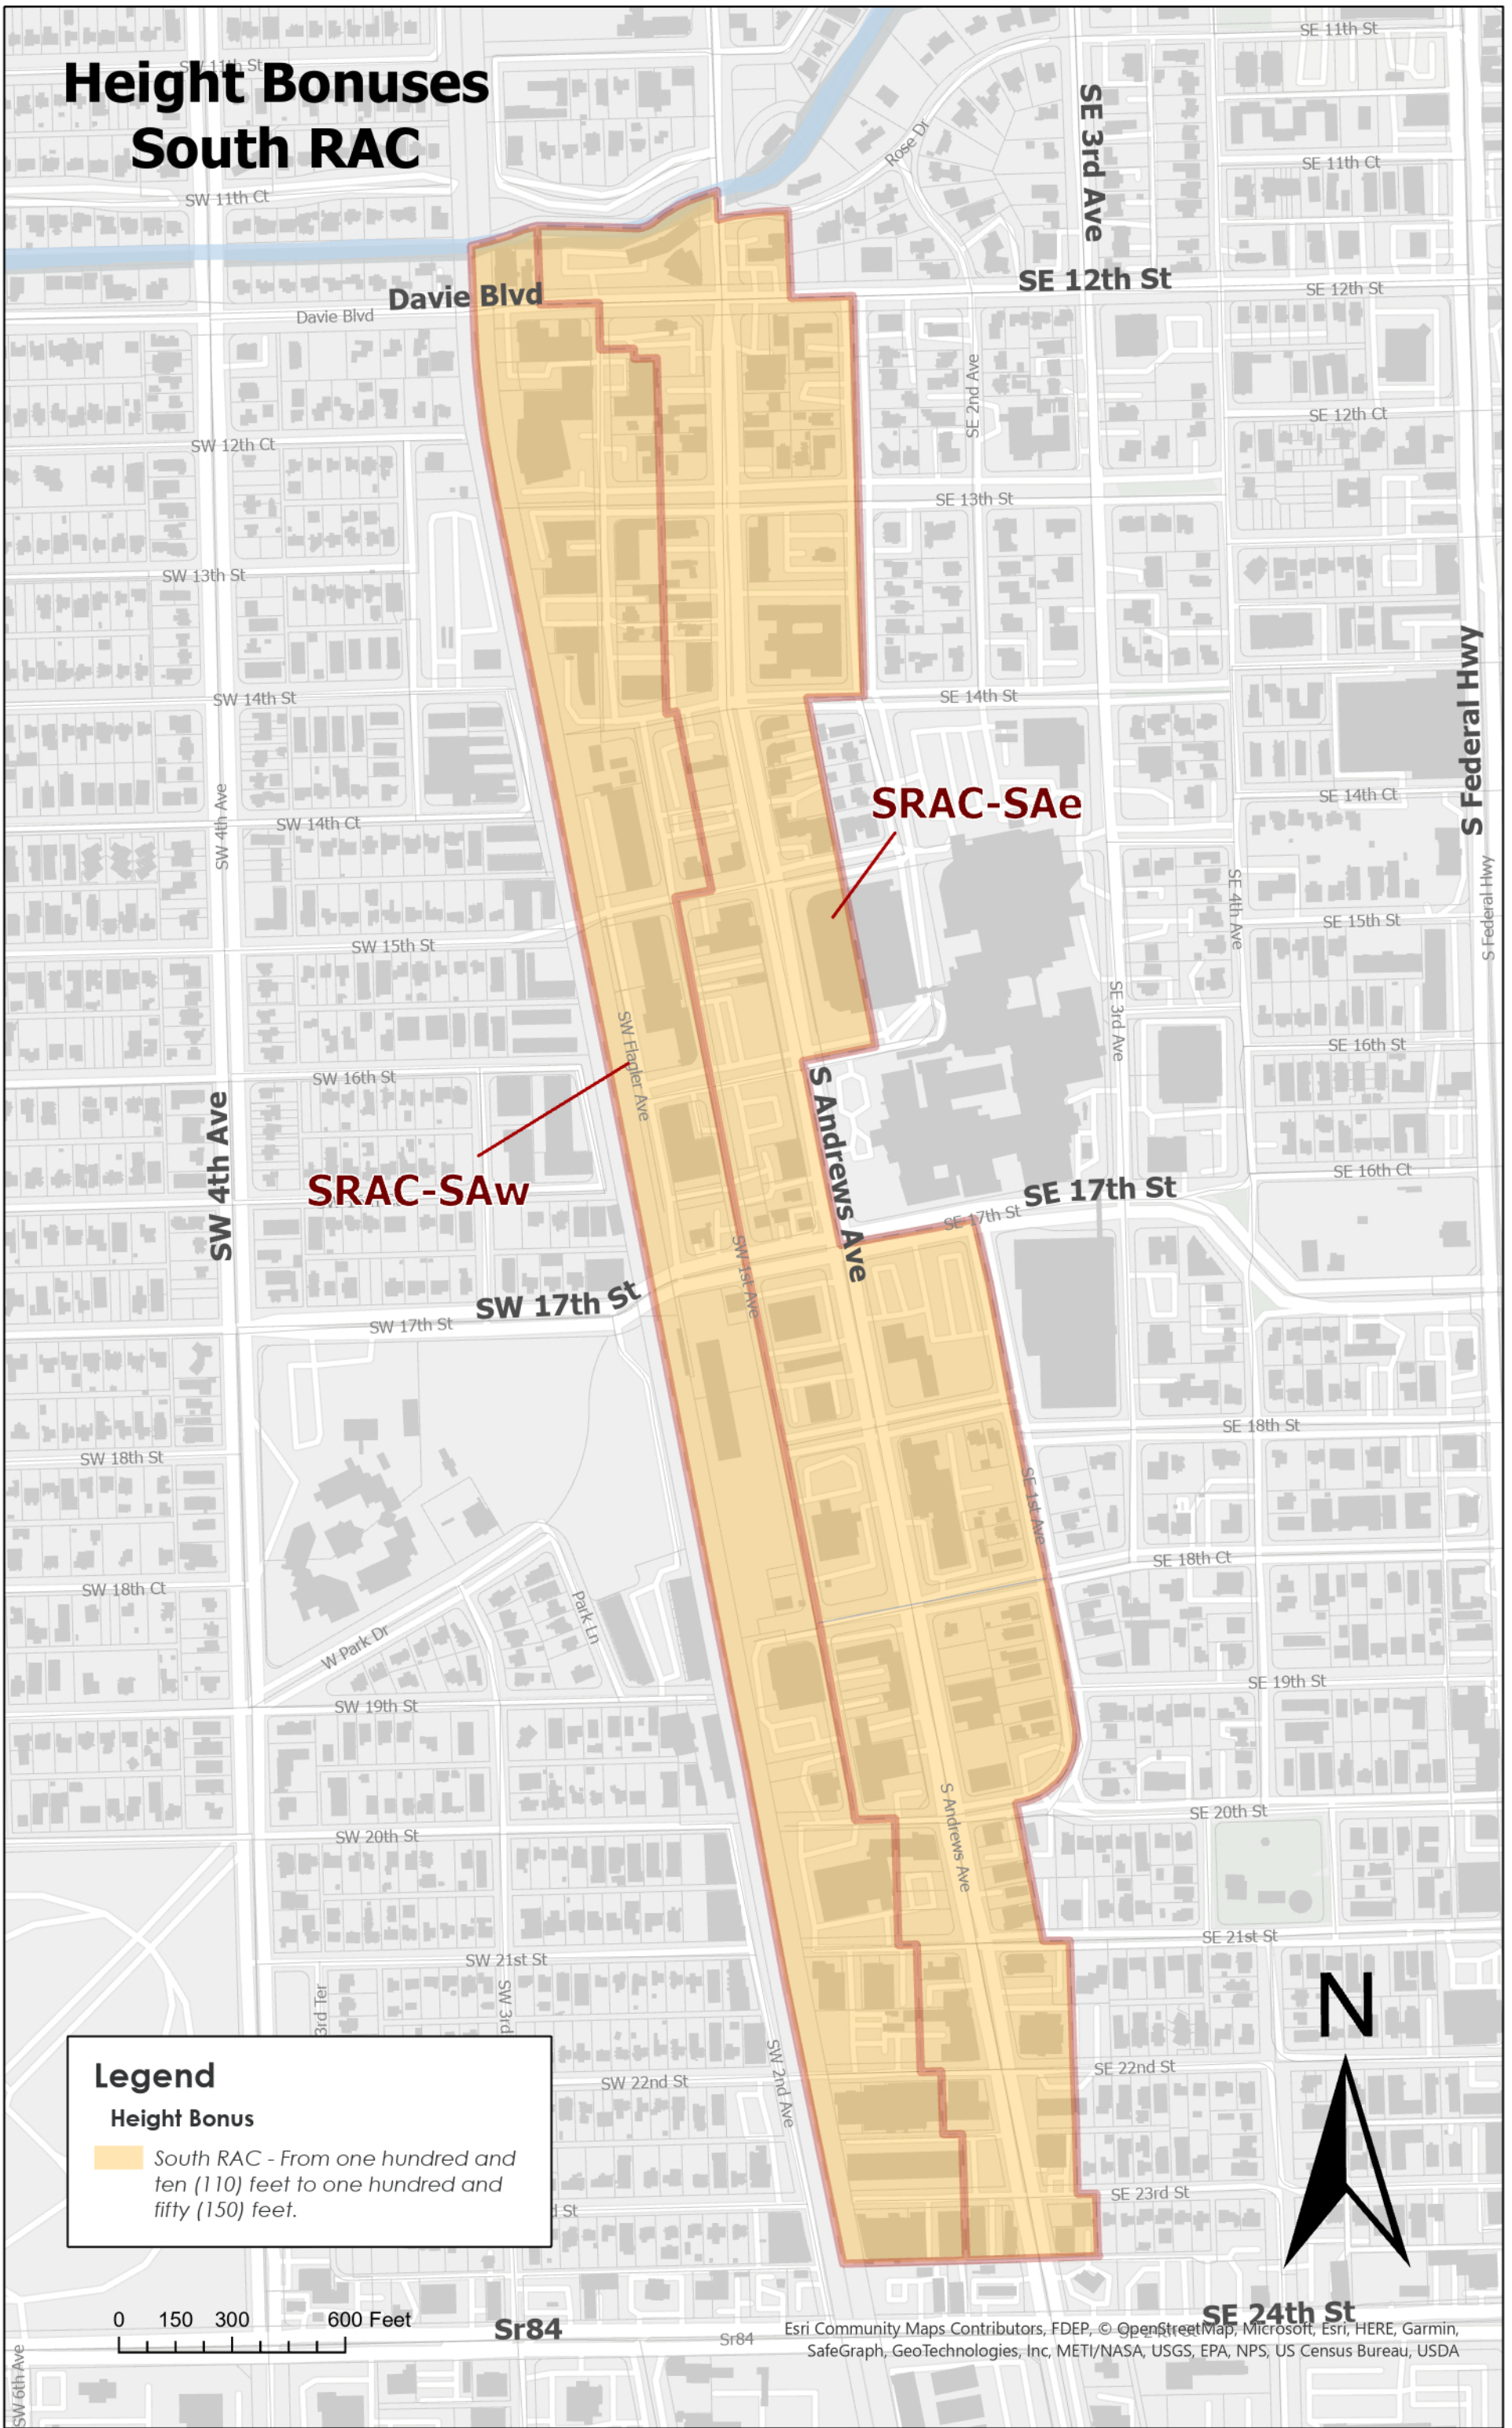 Height Bonuses
South RAC
SW 11th St
SE 11th St
SE 3rd Ave
Rose Dr
SE 11th Ct
SW 11th Ct
SE 12th St
SE 12th St
Davie Blvd
Davie Blvd
SE 2nd Ave
SE 12th Ct
SW 12th Ct
SE 13th St
SW 13th St
S Federal Hwy
SW 14th St
SE 14th St
SW 4th Ave
SRAC-SAe
SE 14th Ct
SW 14th Ct
S Federal Hwy
SE 4th Ave
SE 15th St
SW 15th St
SE 3rd Ave
SW Flagler Ave
SE 16th St
SW 16th St
S Andrews Ave
SW 4th Ave
SE 16th Ct
SRAC-SAw
SE 17th St
SE 17th St
SW 1st Ave
SW 17th St
SW 17th St
SE 18th St
SW 18th St
SE 1st Ave
SE 18th Ct
SW 18th Ct
Park Ln
W Park Dr
SE 19th St
SW 19th St
S Andrews Ave
SE 20th St
SW 20th St
SE 21st St
SW 21st St
3rd Ter
SW 3rd
N
SW 2nd Ave
SE 22nd St
SW 22nd St
Legend
Height Bonus
South RAC - From one hundred and
ten (110) feet to one hundred and
fifty (150) feet.
SE 23rd St
d St
0 150 300 600 Feet
Sr84
Sr84
SE 24th St
SW 6th Ave
Esri Community Maps Contributors, FDEP, © OpenStreetMap, Microsoft, Esri, HERE, Garmin,
SafeGraph, GeoTechnologies, Inc, METI/NASA, USGS, EPA, NPS, US Census Bureau, USDA